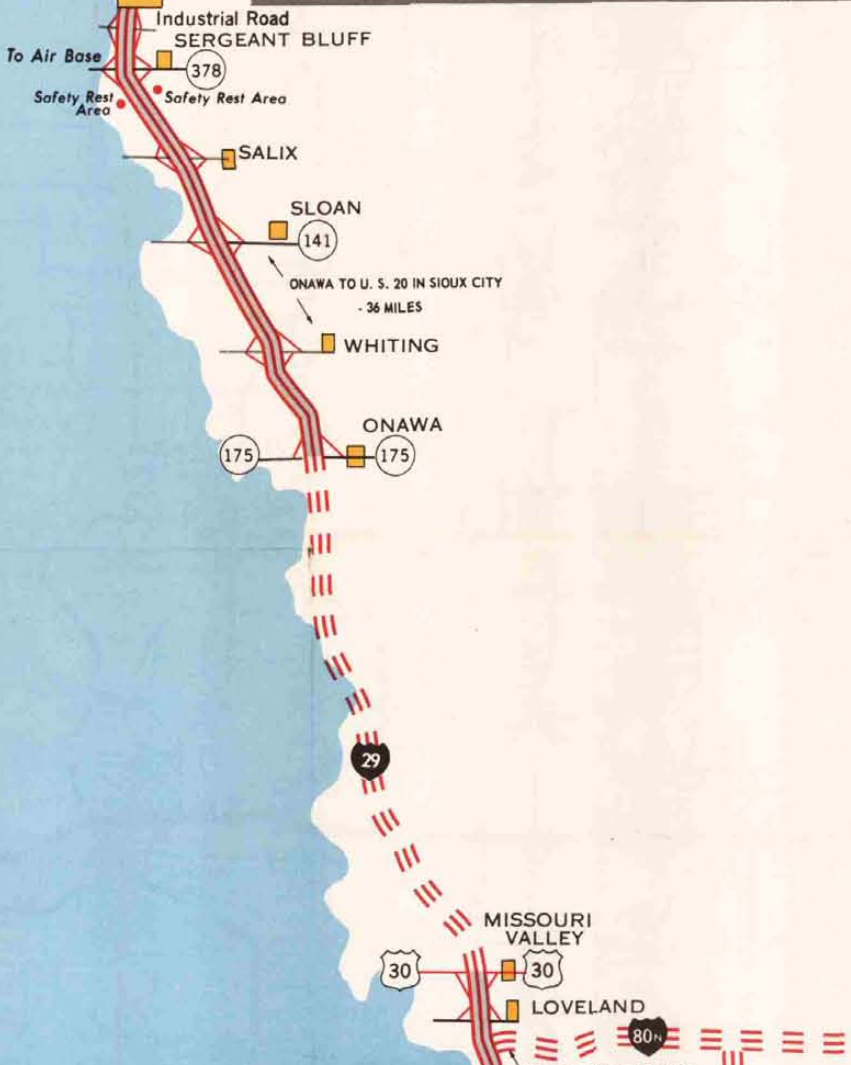 Industrial Road
SERGEANT BLUFF
To Air Base
378
Safety Rest
Area
Safety Rest Area
SALIX
SLOAN
141
ONAWA TO U. S. 20 IN SIOUX CITY
- 36 MILES
WHITING
ONAWA
175
175
29
MISSOURI
VALLEY
30
30
LOVELAND
80N